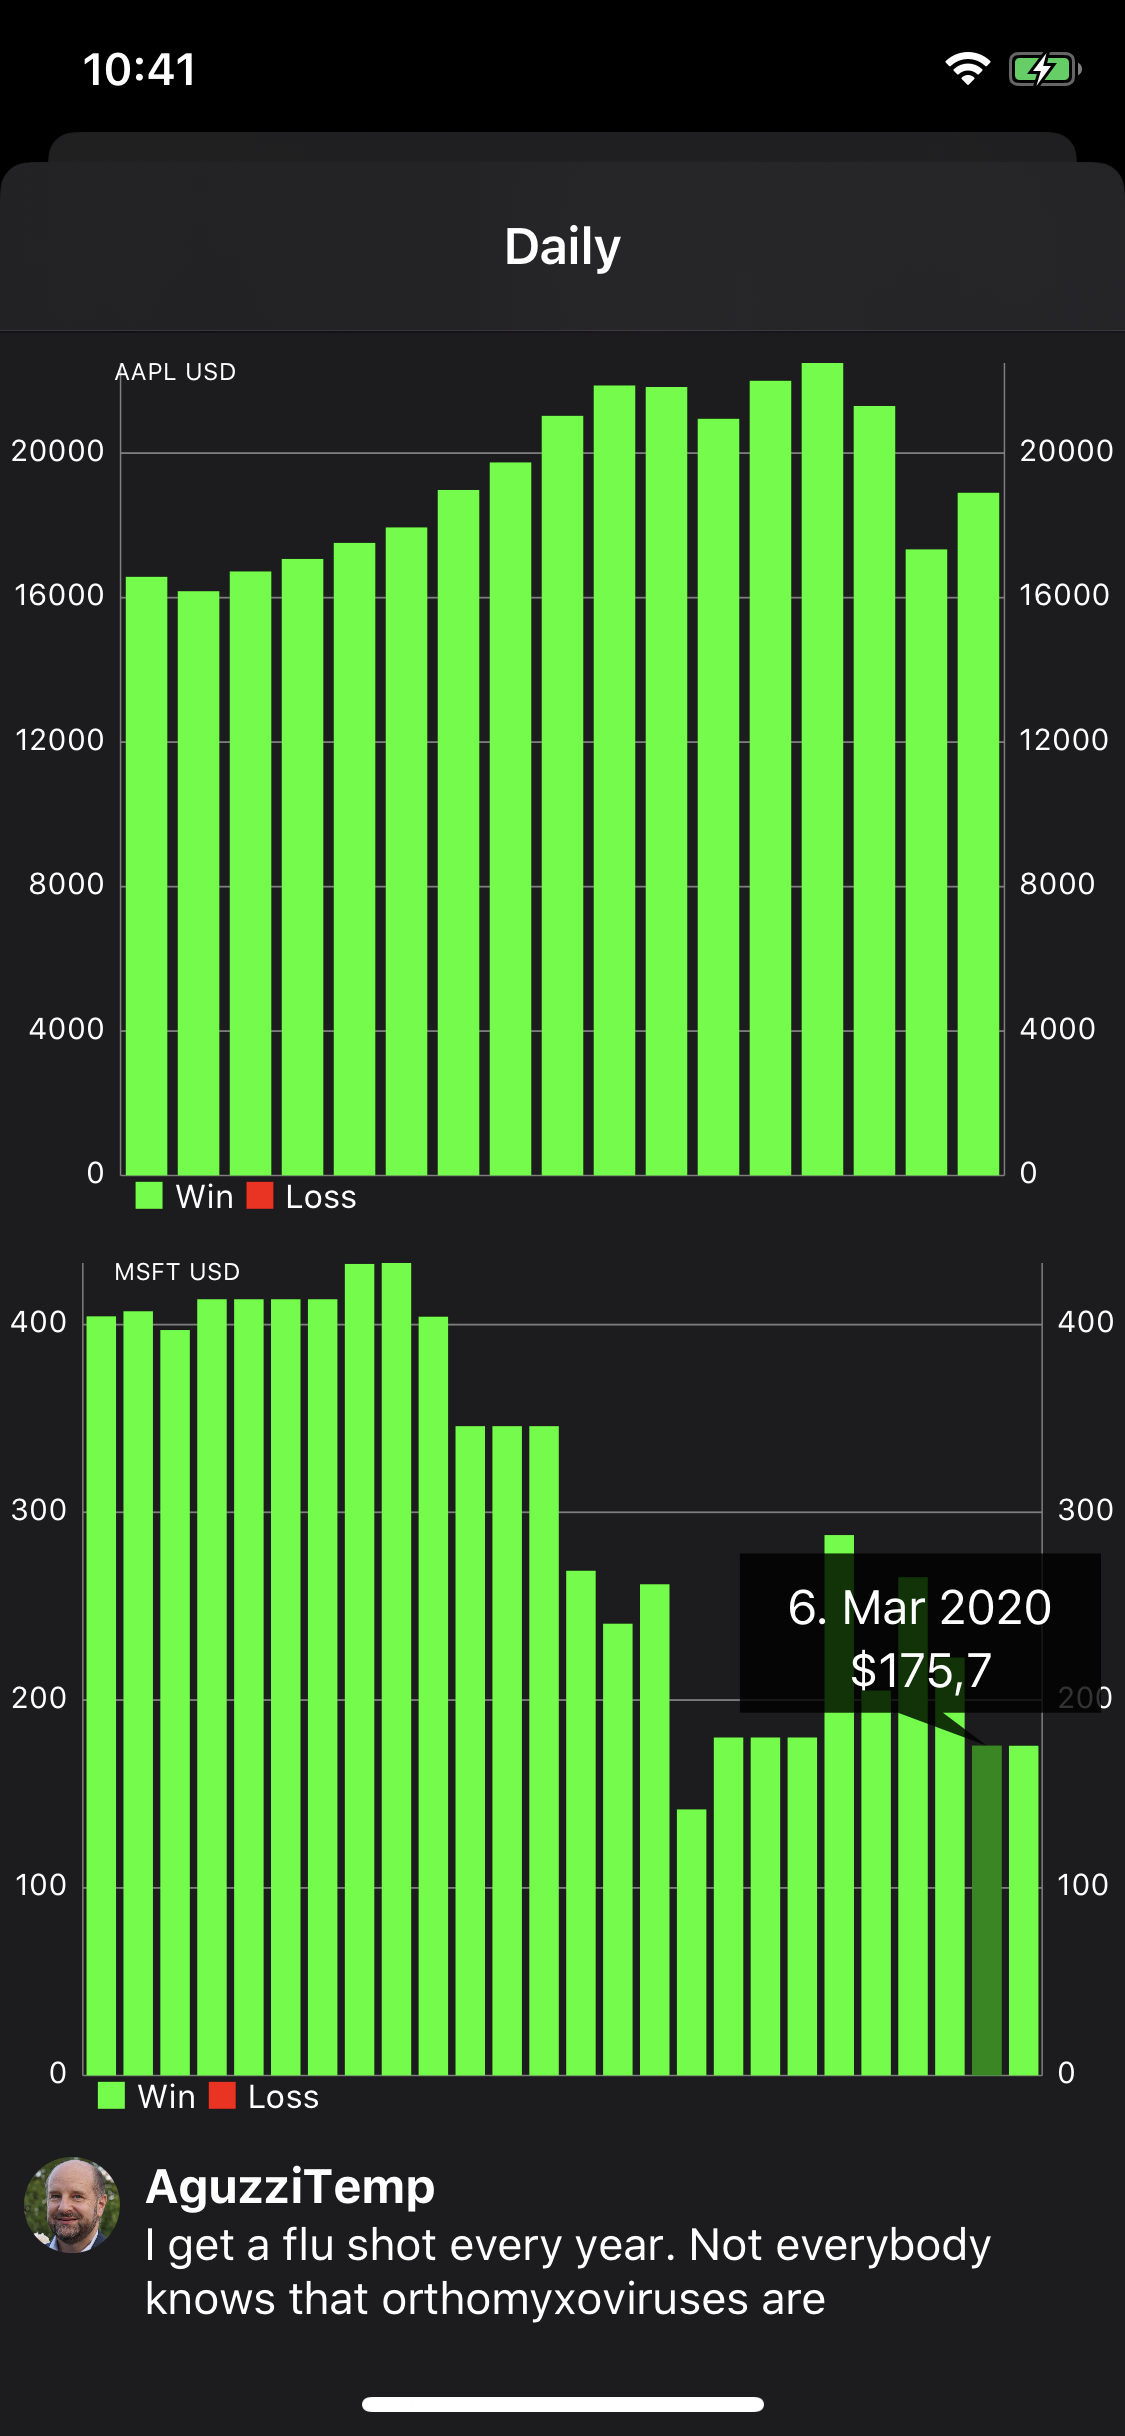 10:41
Daily
AAPL USD
20000 20000
16000 16000
12000 12000
8000 8000
4000 4000
0 0
Win Loss
MSFT USD
400 400
300 300
6. Mar 2020
$175,7
200 200
100 100
0 0
Win Loss
AguzziTemp
I get a flu shot every year. Not everybody
knows that orthomyxoviruses are